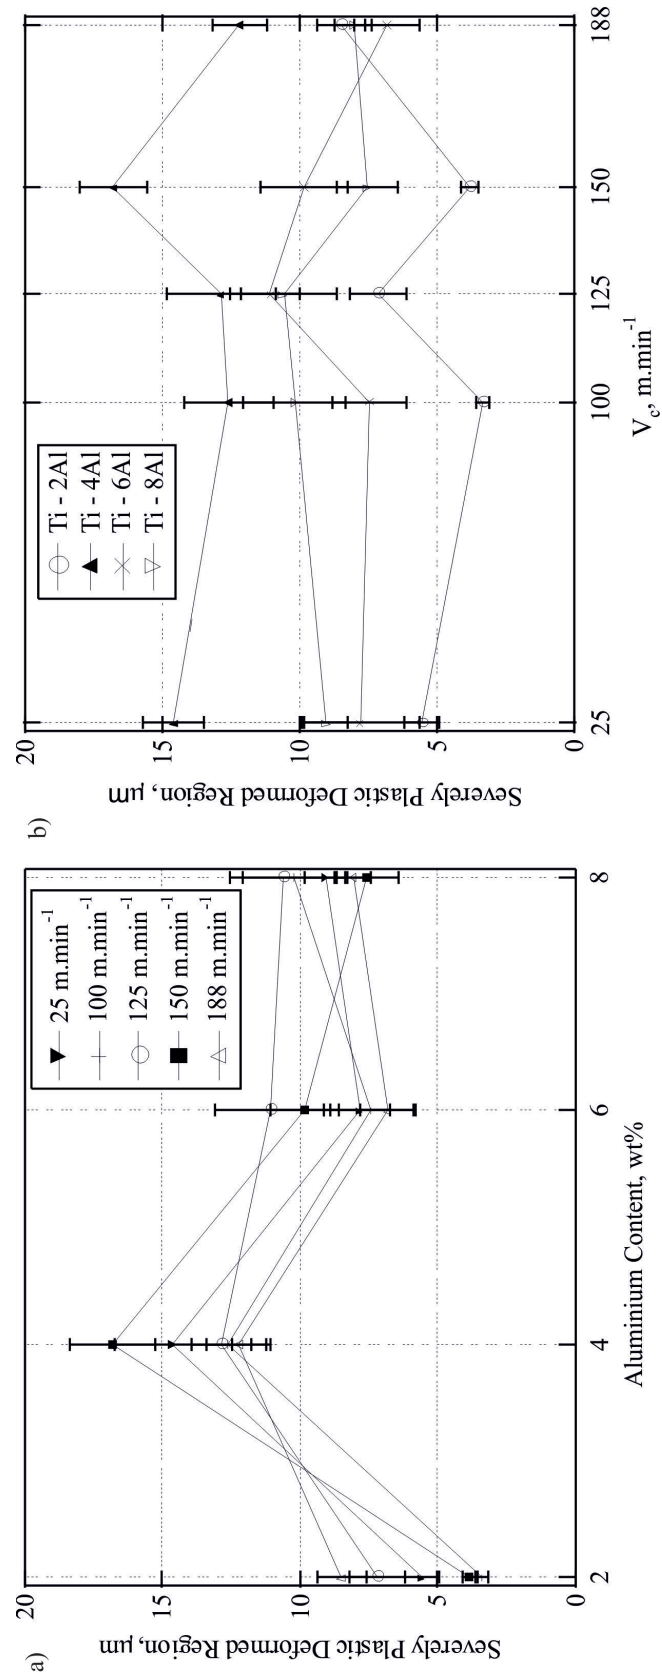 a)
Severely Plastic Deformed Region, μm
20
15
10
5
0
25 m.min⁻¹
100 m.min⁻¹
125 m.min⁻¹
150 m.min⁻¹
188 m.min⁻¹
2
4
6
8
Aluminium Content, wt%
b)
Severely Plastic Deformed Region, μm
20
15
10
5
0
Ti - 2Al
Ti - 4Al
Ti - 6Al
Ti - 8Al
25
100
125
150
188
Vc, m.min⁻¹